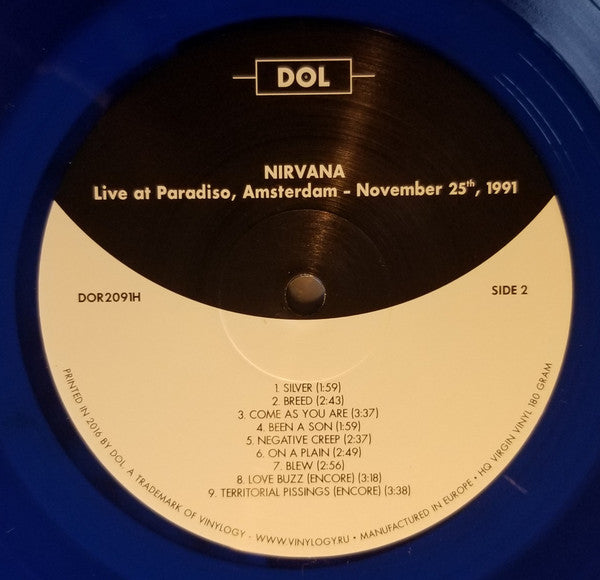 DOL
NIRVANA
Live at Paradiso, Amsterdam - November 25th, 1991
DOR2091H
SIDE 2
1. SILVER (1:59)
2. BREED (2:43)
3. COME AS YOU ARE (3:37)
4. BEEN A SON (1:59)
5. NEGATIVE CREEP (2:37)
6. ON A PLAIN (2:49)
7. BLEW (2:56)
8. LOVE BUZZ (ENCORE) (3:18)
9. TERRITORIAL PISSINGS (ENCORE) (3:38)
PRINTED IN 2016 BY DOL, A TRADEMARK OF VINYLOGY • WWW.VINYLOGY.RU • MANUFACTURED IN EUROPE • HQ VIRGIN VINYL 180 GRAM